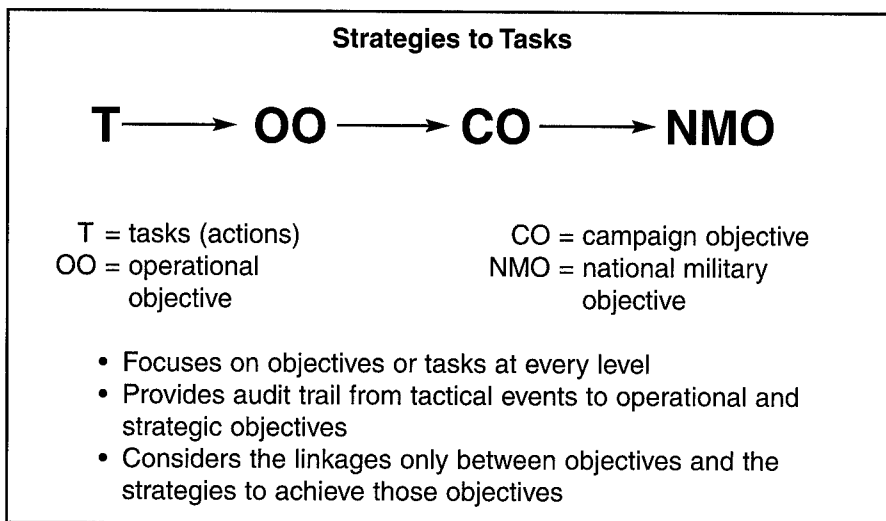 Strategies to Tasks
T → OO → CO → NMO
T = tasks (actions)
OO = operational
objective
CO = campaign objective
NMO = national military
objective
• Focuses on objectives or tasks at every level
• Provides audit trail from tactical events to operational and
strategic objectives
• Considers the linkages only between objectives and the
strategies to achieve those objectives